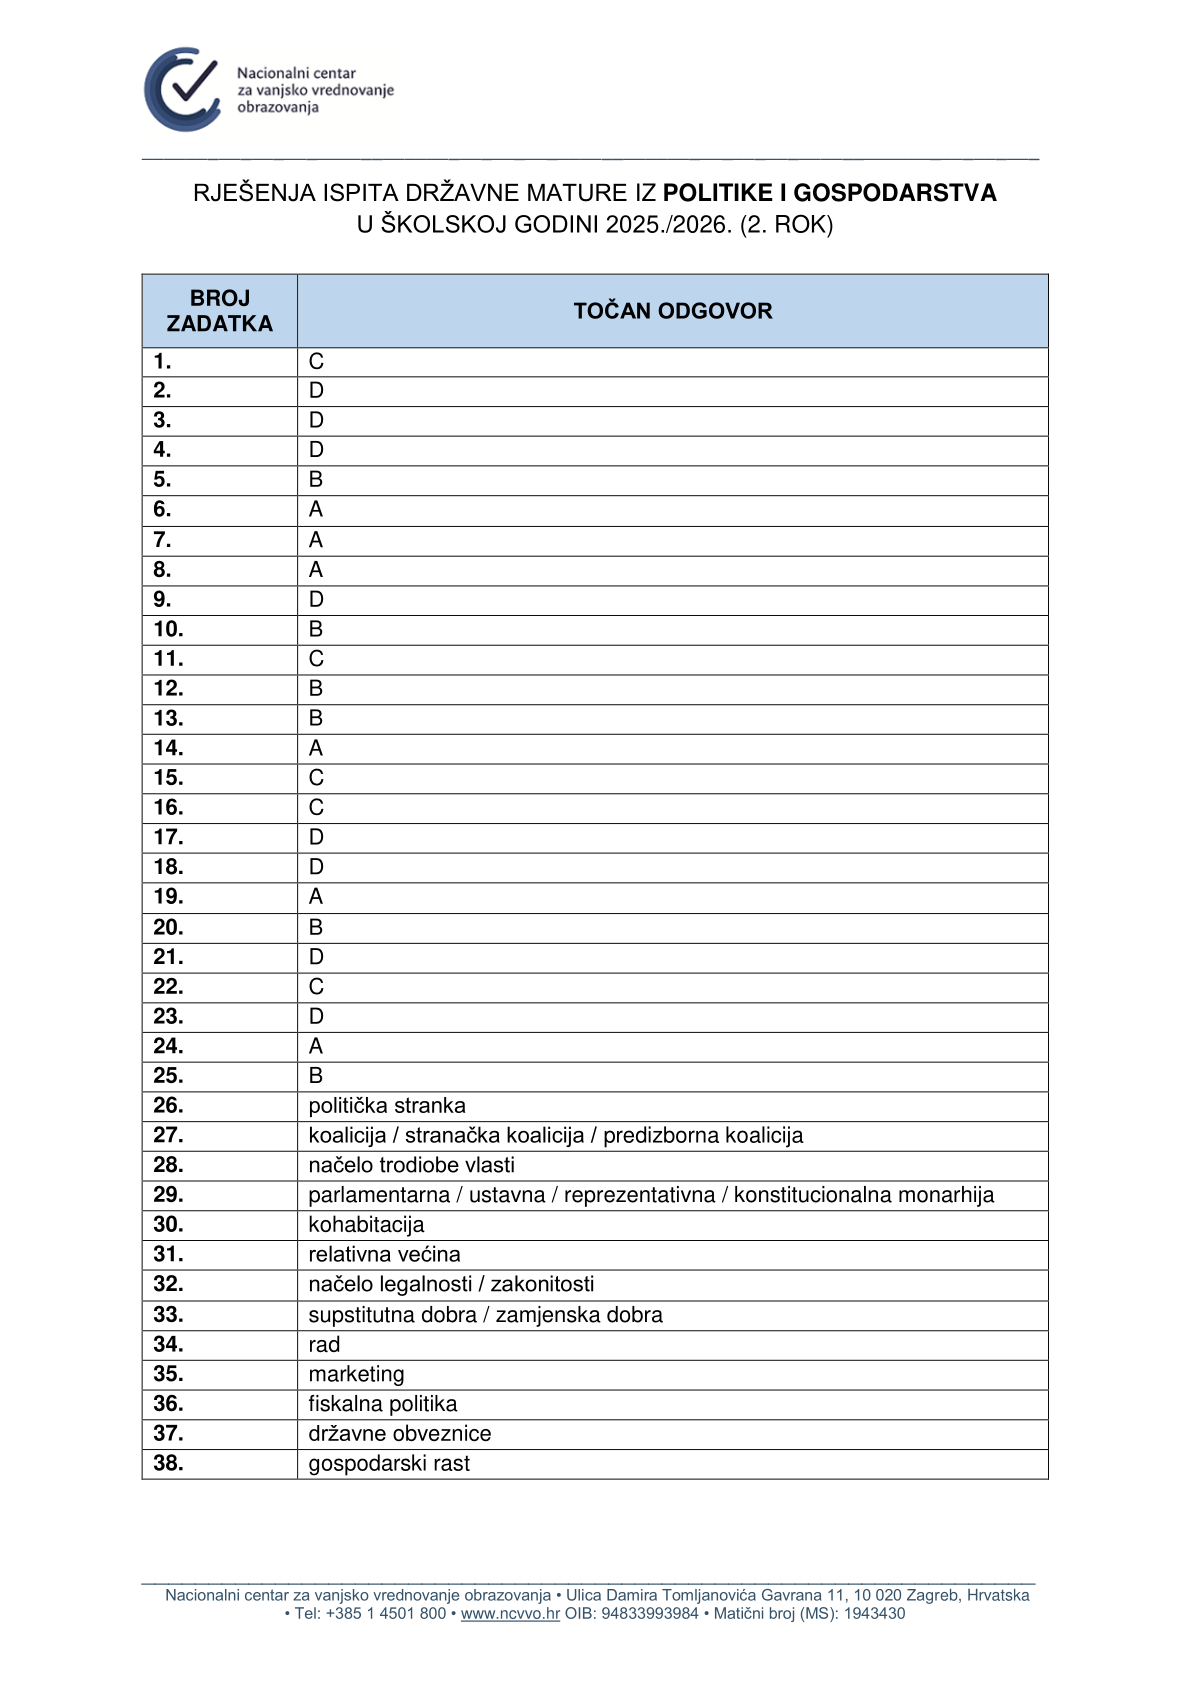 Nacionalni centar
za vanjsko vrednovanje
obrazovanja
RJEŠENJA ISPITA DRŽAVNE MATURE IZ POLITIKE I GOSPODARSTVA
U ŠKOLSKOJ GODINI 2025./2026. (2. ROK)
BROJ ZADATKA TOČAN ODGOVOR
1. C
2. D
3. D
4. D
5. B
6. A
7. A
8. A
9. D
10. B
11. C
12. B
13. B
14. A
15. C
16. C
17. D
18. D
19. A
20. B
21. D
22. C
23. D
24. A
25. B
26. politička stranka
27. koalicija / stranačka koalicija / predizborna koalicija
28. načelo trodiobe vlasti
29. parlamentarna / ustavna / reprezentativna / konstitucionalna monarhija
30. kohabitacija
31. relativna većina
32. načelo legalnosti / zakonitosti
33. supstitutna dobra / zamjenska dobra
34. rad
35. marketing
36. fiskalna politika
37. državne obveznice
38. gospodarski rast
Nacionalni centar za vanjsko vrednovanje obrazovanja • Ulica Damira Tomljanovića Gavrana 11, 10 020 Zagreb, Hrvatska
• Tel: +385 1 4501 800 • www.ncvvo.hr OIB: 94833993984 • Matični broj (MS): 1943430